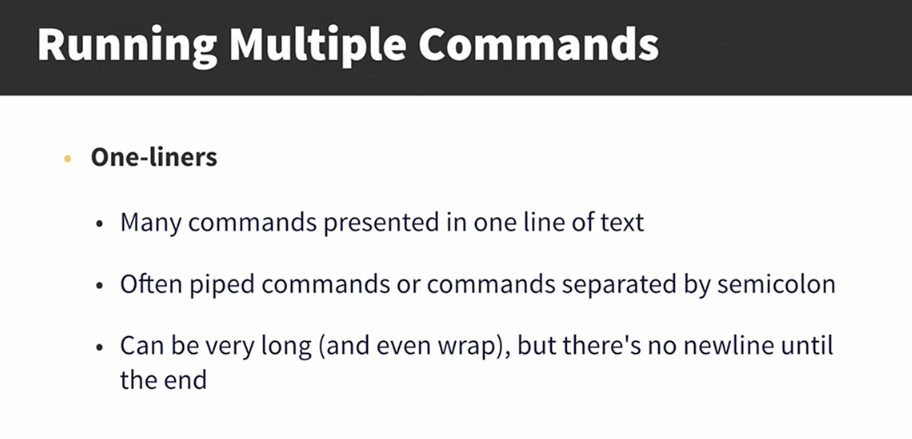 Running Multiple Commands
• One-liners
• Many commands presented in one line of text
• Often piped commands or commands separated by semicolon
• Can be very long (and even wrap), but there's no newline until
the end